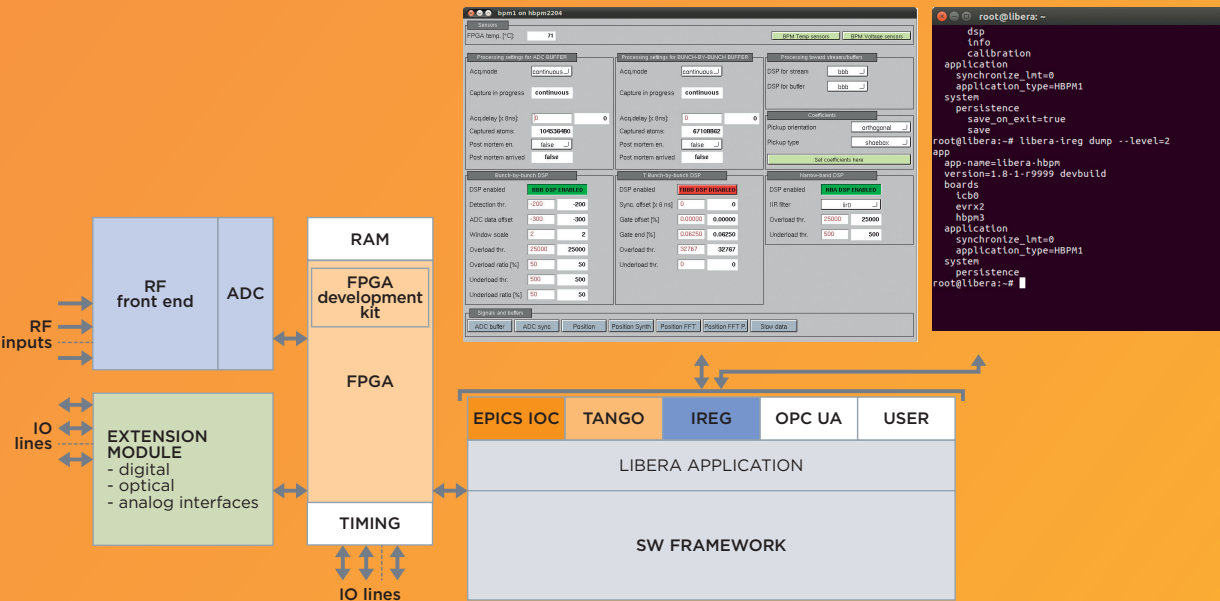 bpm1 on hbpm2204
Sensors
FPGA temp. [°C]: 71
BPM Temp sensors BPM Voltage sensors
Processing settings for ADC BUFFER
Acq.mode continuous
Capture in progress continuous
Acq.delay [x 8ns]: 0 0
Captured atoms: 104536480
Post mortem en. false
Post mortem arrived false
Processing settings for BUNCH-BY-BUNCH BUFFER
Acq.mode continuous
Capture in progress continuous
Acq.delay [x 8ns]: 0 0
Captured atoms: 67108862
Post mortem en. false
Post mortem arrived false
Processing toward streams/buffers
DSP for stream bbb
DSP for buffer bbb
Coefficients
Pickup orientation orthogonal
Pickup type shoebox
Set coefficients here
Bunch-by-bunch DSP
DSP enabled BBB DSP ENABLED
Detection thr. -200 -200
ADC data offset -300 -300
Window scale 2 2
Overload thr. 25000 25000
Overload ratio [%] 50 50
Underload thr. 500 500
Underload ratio [%] 50 50
T Bunch-by-bunch DSP
DSP enabled TBBB DSP DISABLED
Sync. offset [x 8 ns] 0 0
Gate offset [%] 0.00000 0.00000
Gate end [%] 0.06250 0.06250
Overload thr. 32767 32767
Underload thr. 0 0
Narrow-band DSP
DSP enabled NBA DSP ENABLED
IIR filter iir0
Overload thr. 25000 25000
Underload thr. 500 500
Signals and buffers
ADC buffer ADC sync Position Position Synth Position FFT Position FFT P. Slow data
root@libera: ~
dsp
info
calibration
application
synchronize_lmt=0
application_type=HBPM1
system
persistence
save_on_exit=true
save
root@libera:~# libera-ireg dump --level=2
app
app-name=libera-hbpm
version=1.8-1-r9999 devbuild
boards
icb0
evrx2
hbpm3
application
synchronize_lmt=0
application_type=HBPM1
system
persistence
root@libera:~#
RF
inputs
RF
front end
ADC
RAM
FPGA
development
kit
FPGA
TIMING
IO lines
IO
lines
EXTENSION
MODULE
- digital
- optical
- analog interfaces
EPICS IOC TANGO IREG OPC UA USER
LIBERA APPLICATION
SW FRAMEWORK